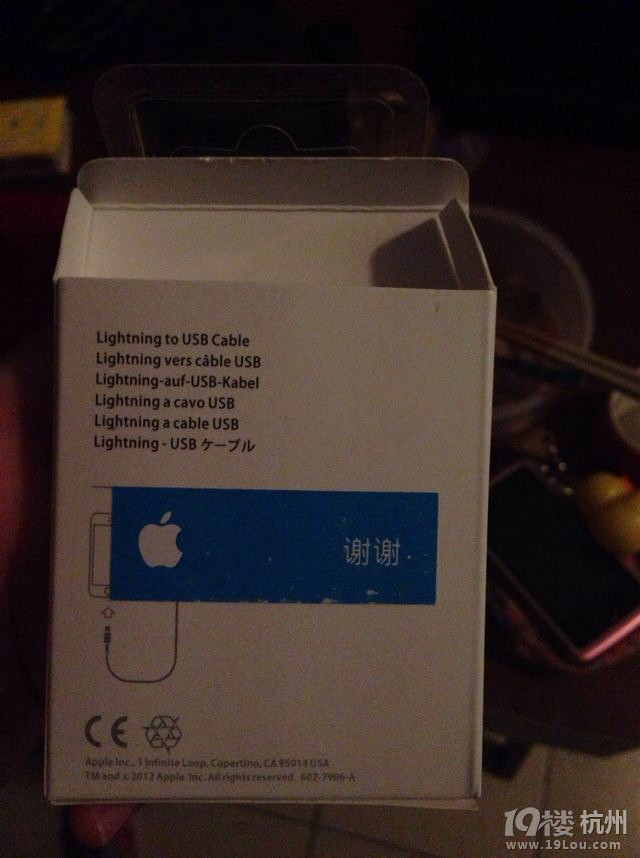 Lightning to USB Cable
Lightning vers câble USB
Lightning-auf-USB-Kabel
Lightning a cavo USB
Lightning a cable USB
Lightning - USB ケーブル
谢谢.
CE
Apple Inc., 1 Infinite Loop, Cupertino, CA 95014 USA
TM and ©2012 Apple Inc. All rights reserved. 602-7906-A
19楼 杭州
www.19Lou.com